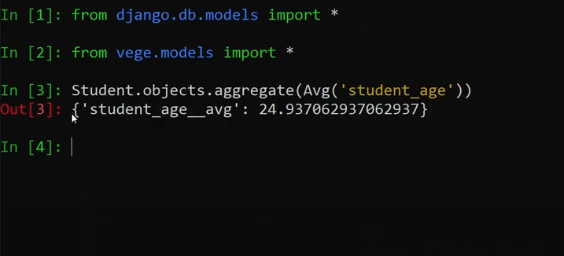 In [1]: from django.db.models import *
In [2]: from vege.models import *
In [3]: Student.objects.aggregate(Avg('student_age'))
Out[3]: {'student_age__avg': 24.937062937062937}
In [4]: